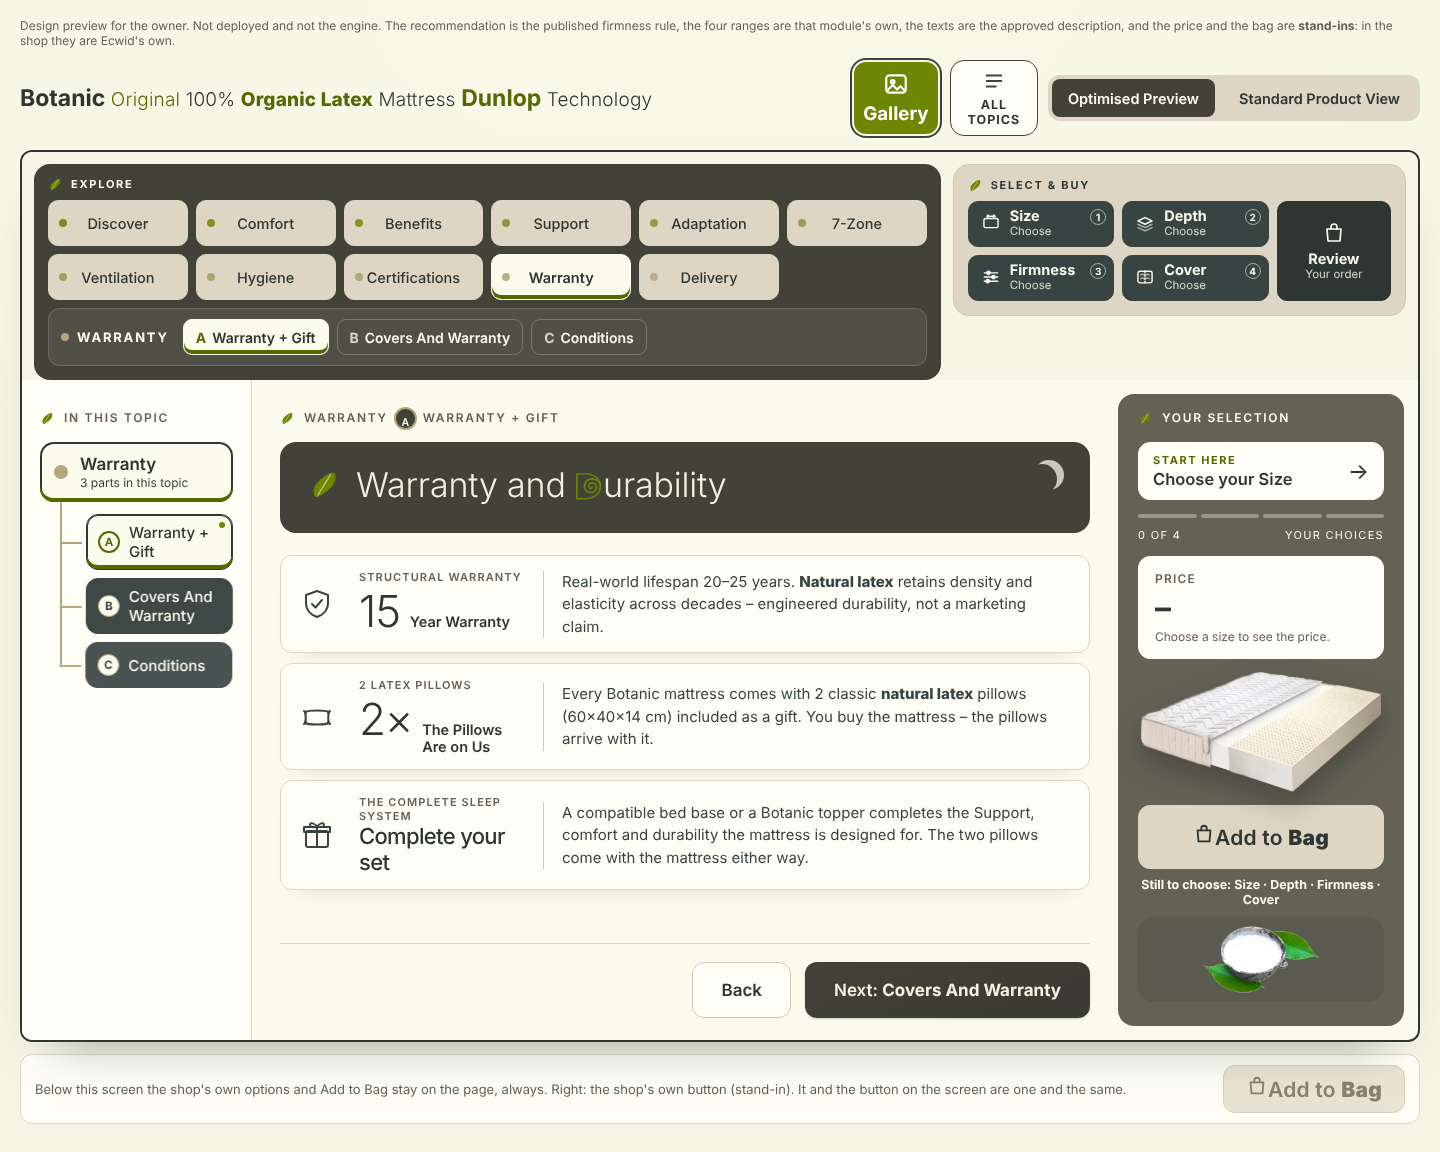 Design preview for the owner. Not deployed and not the engine. The recommendation is the published firmness rule, the four ranges are that module's own, the texts are the approved description, and the price and the bag are stand-ins: in the
shop they are Ecwid's own.
Botanic Original 100% Organic Latex Mattress Dunlop Technology
Gallery
ALL
TOPICS
Optimised Preview
Standard Product View
EXPLORE
Discover
Comfort
Benefits
Support
Adaptation
7-Zone
Ventilation
Hygiene
Certifications
Warranty
Delivery
WARRANTY
A Warranty + Gift
B Covers And Warranty
C Conditions
SELECT & BUY
Size
Choose
1
Depth
Choose
2
Firmness
Choose
3
Cover
Choose
4
Review
Your order
IN THIS TOPIC
Warranty
3 parts in this topic
A
Warranty +
Gift
B
Covers And
Warranty
C
Conditions
WARRANTY A WARRANTY + GIFT
Warranty and Durability
STRUCTURAL WARRANTY
15 Year Warranty
Real-world lifespan 20–25 years. Natural latex retains density and
elasticity across decades – engineered durability, not a marketing
claim.
2 LATEX PILLOWS
2× The Pillows
Are on Us
Every Botanic mattress comes with 2 classic natural latex pillows
(60×40×14 cm) included as a gift. You buy the mattress – the pillows
arrive with it.
THE COMPLETE SLEEP
SYSTEM
Complete your
set
A compatible bed base or a Botanic topper completes the Support,
comfort and durability the mattress is designed for. The two pillows
come with the mattress either way.
Back
Next: Covers And Warranty
YOUR SELECTION
START HERE
Choose your Size
0 OF 4
YOUR CHOICES
PRICE
–
Choose a size to see the price.
Add to Bag
Still to choose: Size · Depth · Firmness ·
Cover
Below this screen the shop's own options and Add to Bag stay on the page, always. Right: the shop's own button (stand-in). It and the button on the screen are one and the same.
Add to Bag